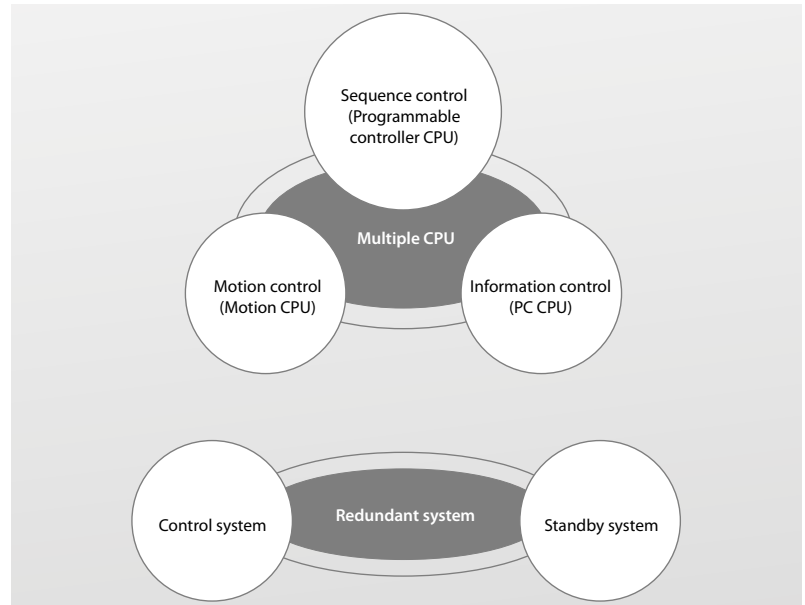 Sequence control
(Programmable
controller CPU)
Multiple CPU
Motion control
(Motion CPU)
Information control
(PC CPU)
Control system
Redundant system
Standby system